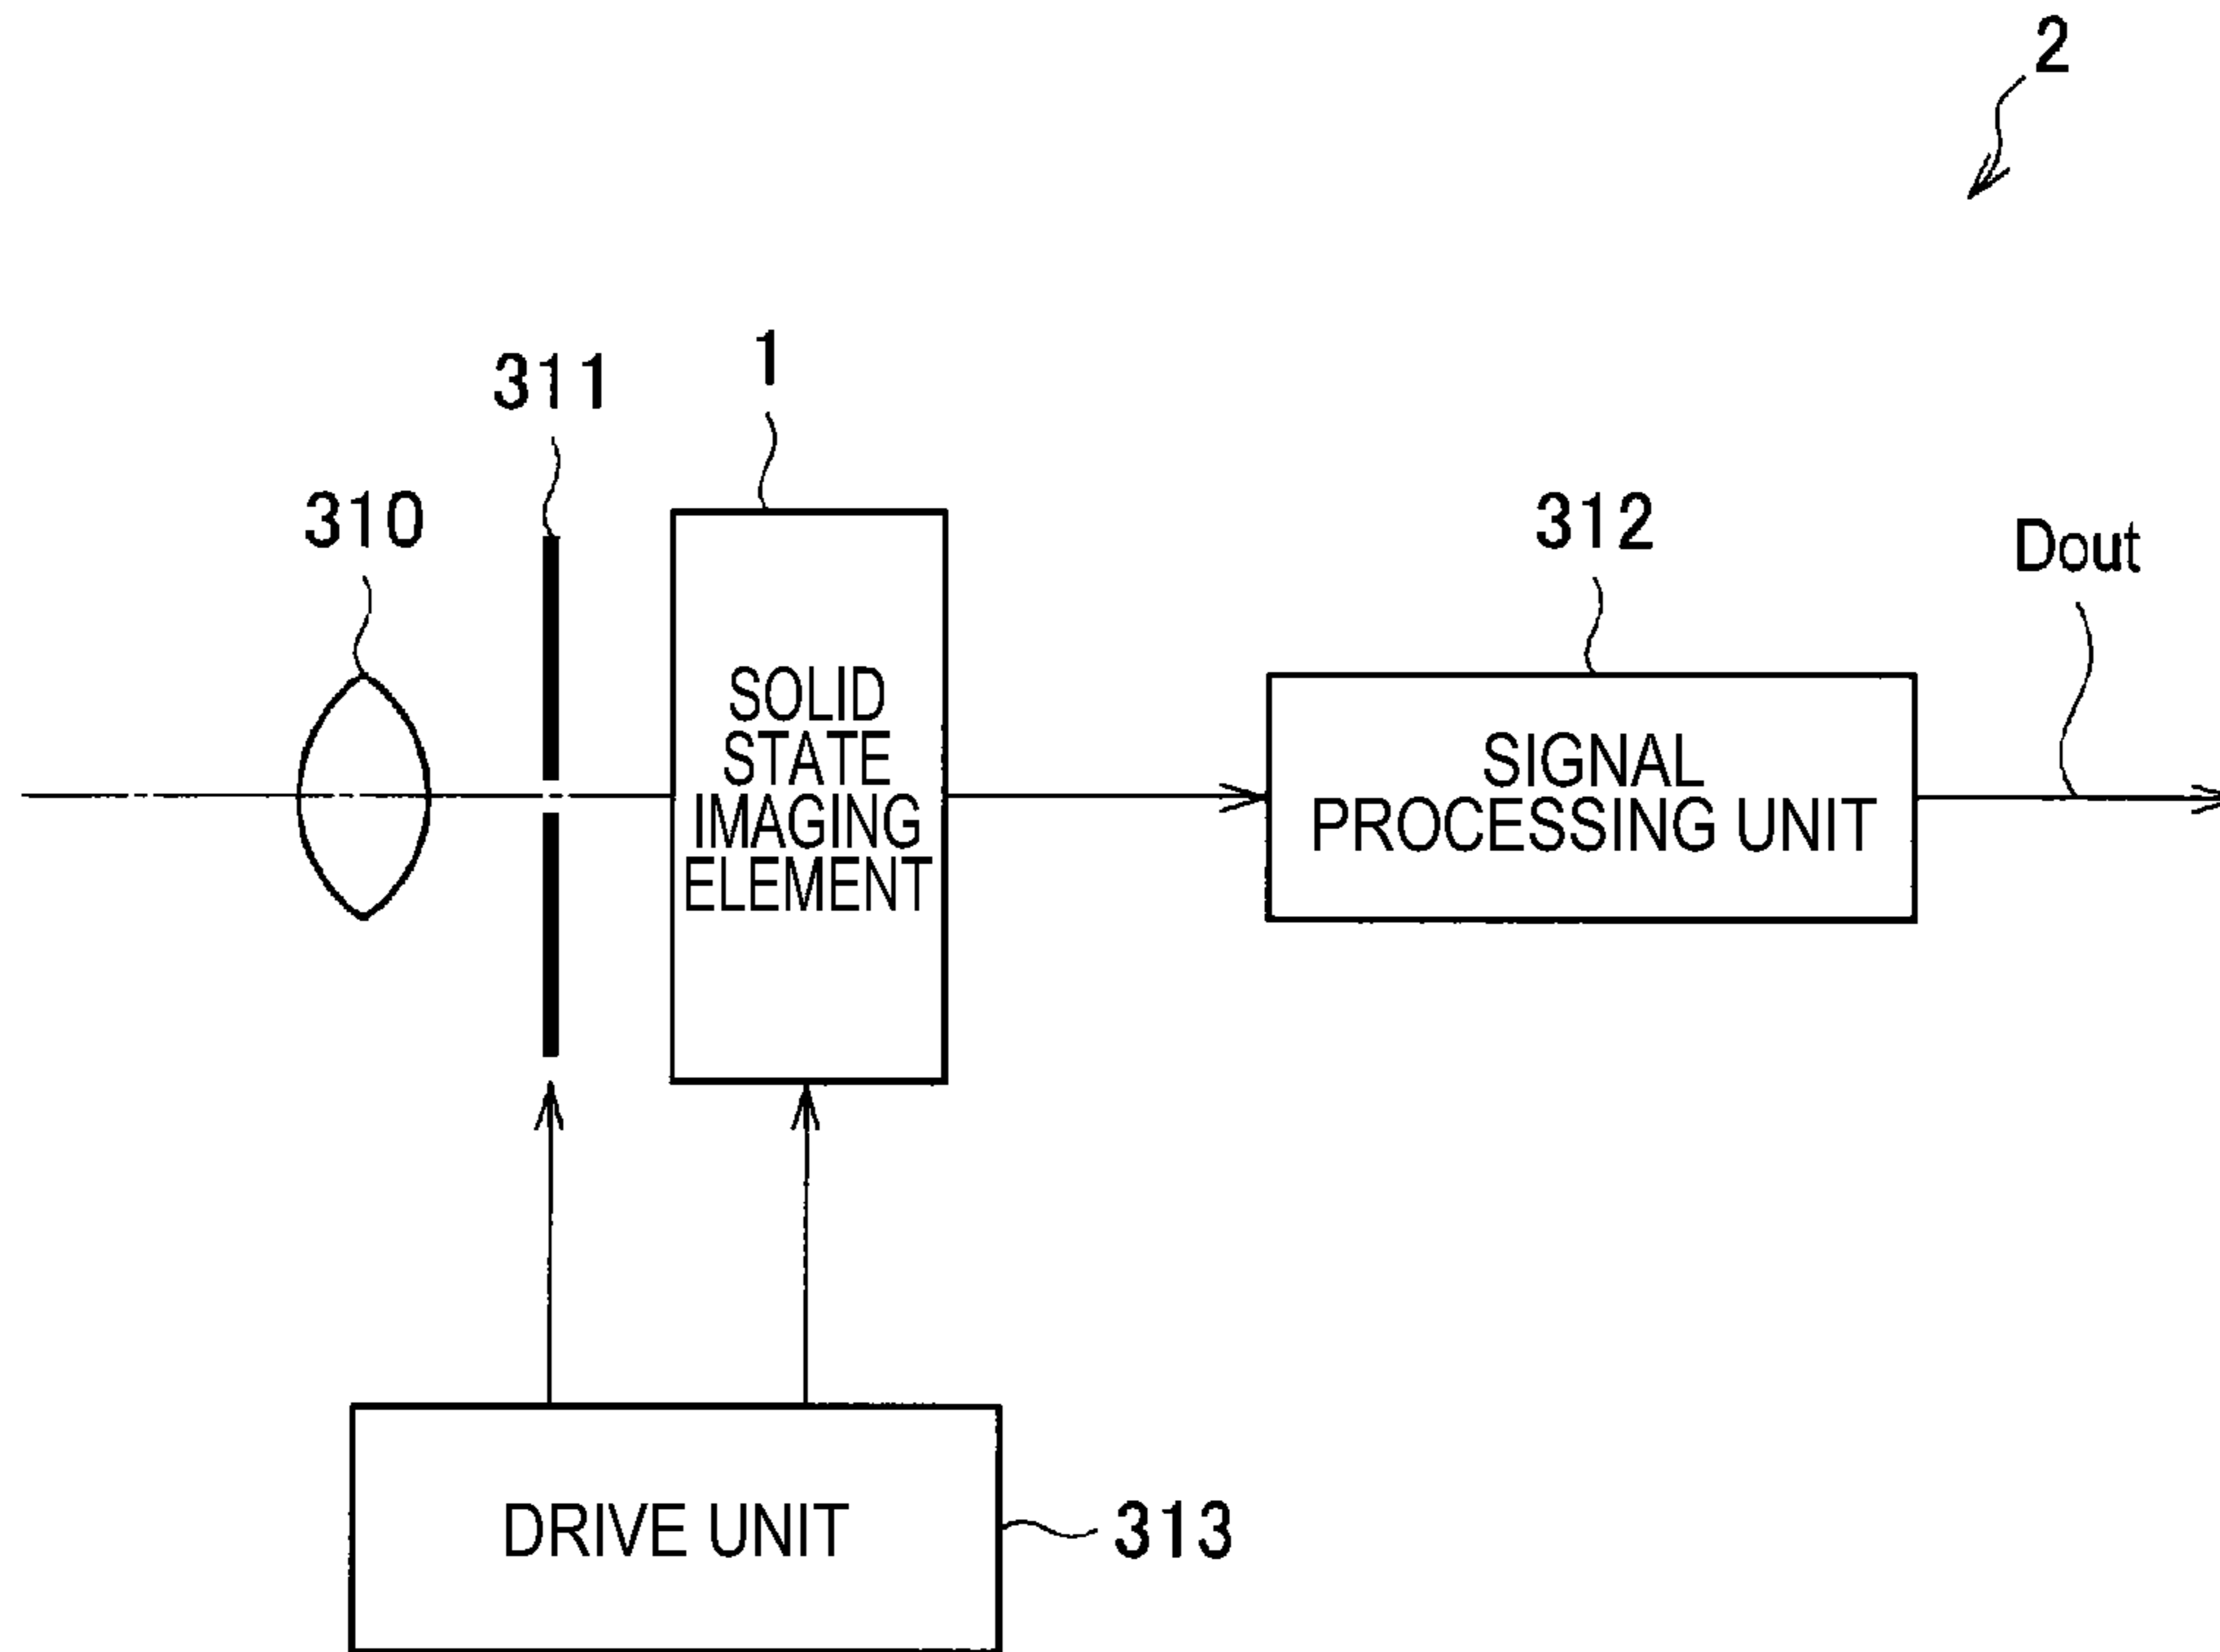 2
1
311
310
312
Dout
SOLID
STATE
IMAGING
ELEMENT
SIGNAL
PROCESSING UNIT
DRIVE UNIT
313